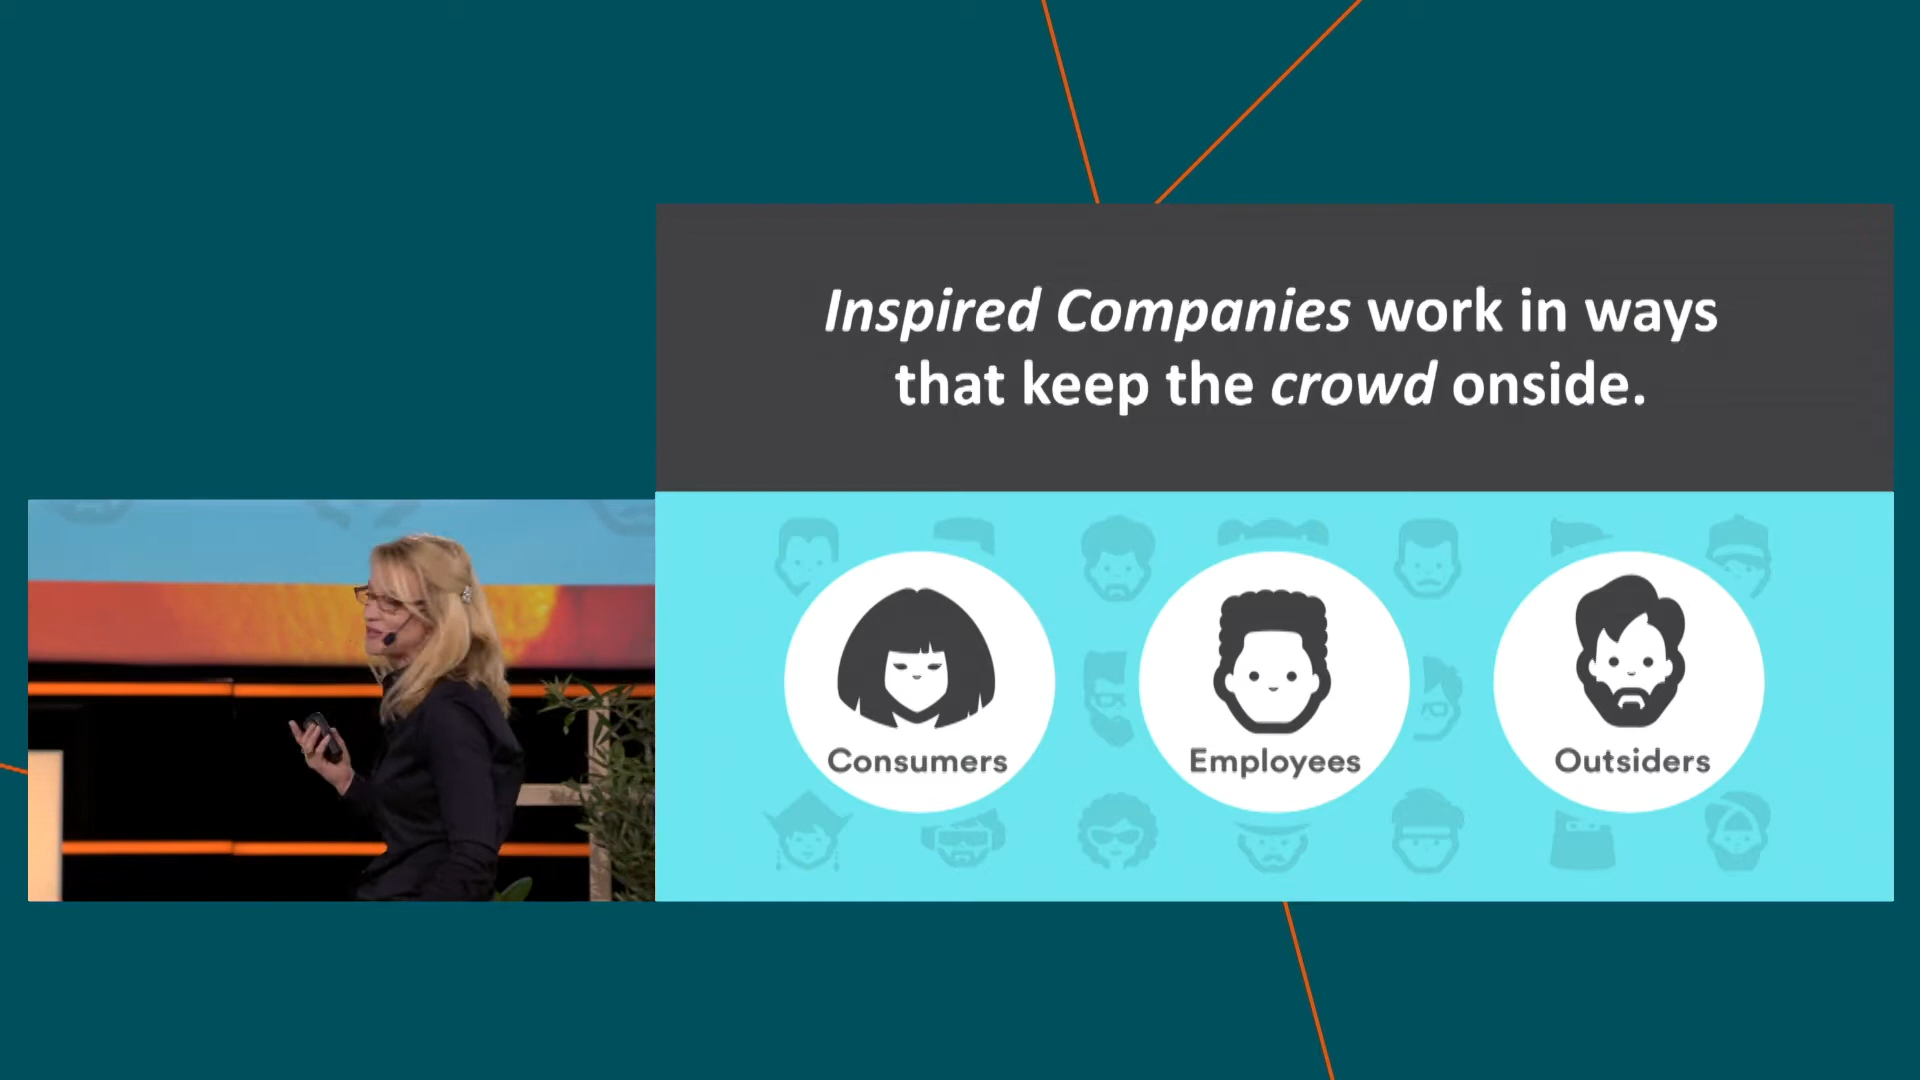 Inspired Companies work in ways
that keep the crowd onside.
Consumers
Employees
Outsiders